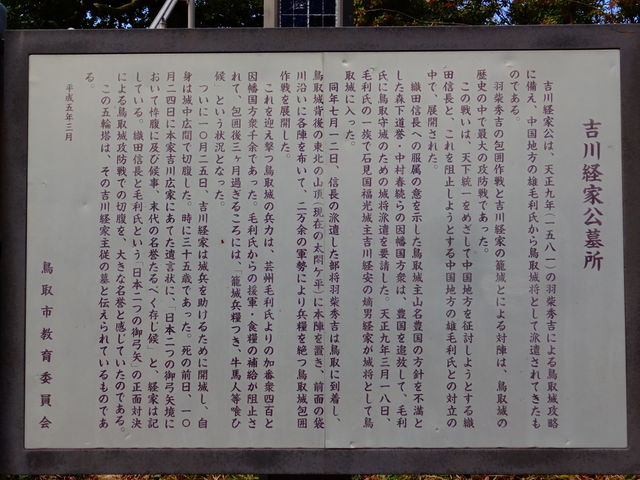 吉川経家公墓所
吉川経家公は、天正九年(一五八一)の羽柴秀吉による鳥取城攻略
に備え、中国地方の雄毛利氏から鳥取城将として派遣されてきたも
のである。
羽柴秀吉の包囲作戦と吉川経家の籠城とによる対陣は、鳥取城の
歴史の中で最大の攻防戦であった。
この戦いは、天下統一をめざして中国地方を征討しようとする織
田信長と、これを阻止しようとする中国地方の雄毛利氏との対立の
中で、展開された。
織田信長への服属の意を示した鳥取城主山名豊国の方針を不満と
した森下道誉・中村春続らの因幡国方衆は、豊国を追放して、毛利
氏に鳥取守城のための城将派遣を要請した。天正九年三月一八日、
毛利氏の一族で石見国福光城主吉川経安の嫡男経家が城将として鳥
取城に入った。
同年七月一二日、信長の派遣した部将羽柴秀吉は鳥取に到着し、
鳥取城背後の東北の山頂(現在の太閤ケ平)に本陣を置き、前面の袋
川沿いに各陣を布いて、二万余の軍勢により兵糧を絶つ鳥取城包囲
作戦を展開した。
これを迎え撃つ鳥取城の兵力は、芸州毛利氏よりの加番衆四百と
因幡国方衆千余であった。毛利氏からの援軍・食糧の補給が阻止さ
れて、包囲後三ヶ月過ぎるころには、「籠城兵糧つき、牛馬人等喰ひ
候」という状況となった。
ついに一〇月二五日、吉川経家は城兵を助けるために開城し、自
身は城中広間で切腹した。時に三十五歳であった。死の前日、一〇
月二四日に本家吉川広家にあてた遺言状に、「日本二つの御弓矢境に
おいて忰腹に及び候事、末代の名誉たるべく存じ候」と、経家は記
している。織田信長と毛利氏という「日本二つの御弓矢」の正面対決
による鳥取城攻防戦での切腹を、大きな名誉と感じていたのである。
この五輪塔は、その吉川経家主従の墓と伝えられているものであ
る。
平成五年三月
鳥取市教育委員会